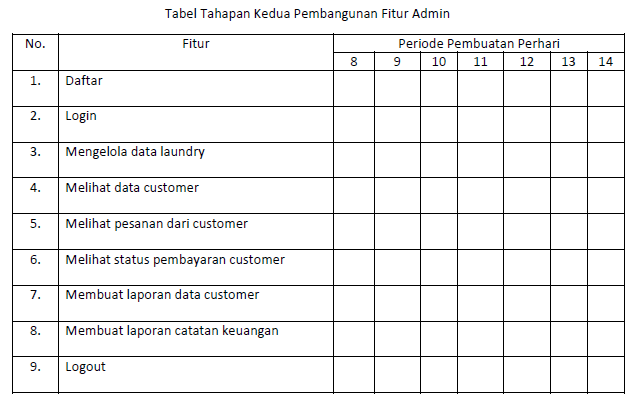 Tabel Tahapan Kedua Pembangunan Fitur Admin
No. Fitur Periode Pembuatan Perhari
8 9 10 11 12 13 14
1. Daftar
2. Login
3. Mengelola data laundry
4. Melihat data customer
5. Melihat pesanan dari customer
6. Melihat status pembayaran customer
7. Membuat laporan data customer
8. Membuat laporan catatan keuangan
9. Logout